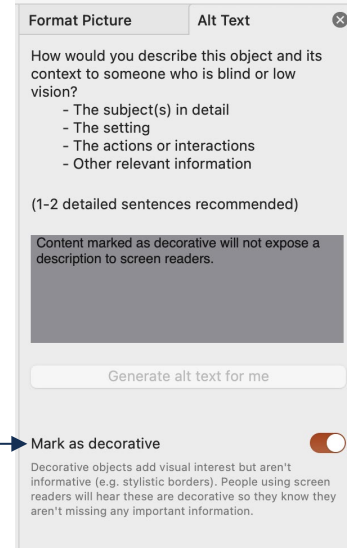 Format Picture Alt Text
How would you describe this object and its
context to someone who is blind or low
vision?
- The subject(s) in detail
- The setting
- The actions or interactions
- Other relevant information
(1-2 detailed sentences recommended)
Content marked as decorative will not expose a
description to screen readers.
Generate alt text for me
Mark as decorative
Decorative objects add visual interest but aren't
informative (e.g. stylistic borders). People using screen
readers will hear these are decorative so they know they
aren't missing any important information.